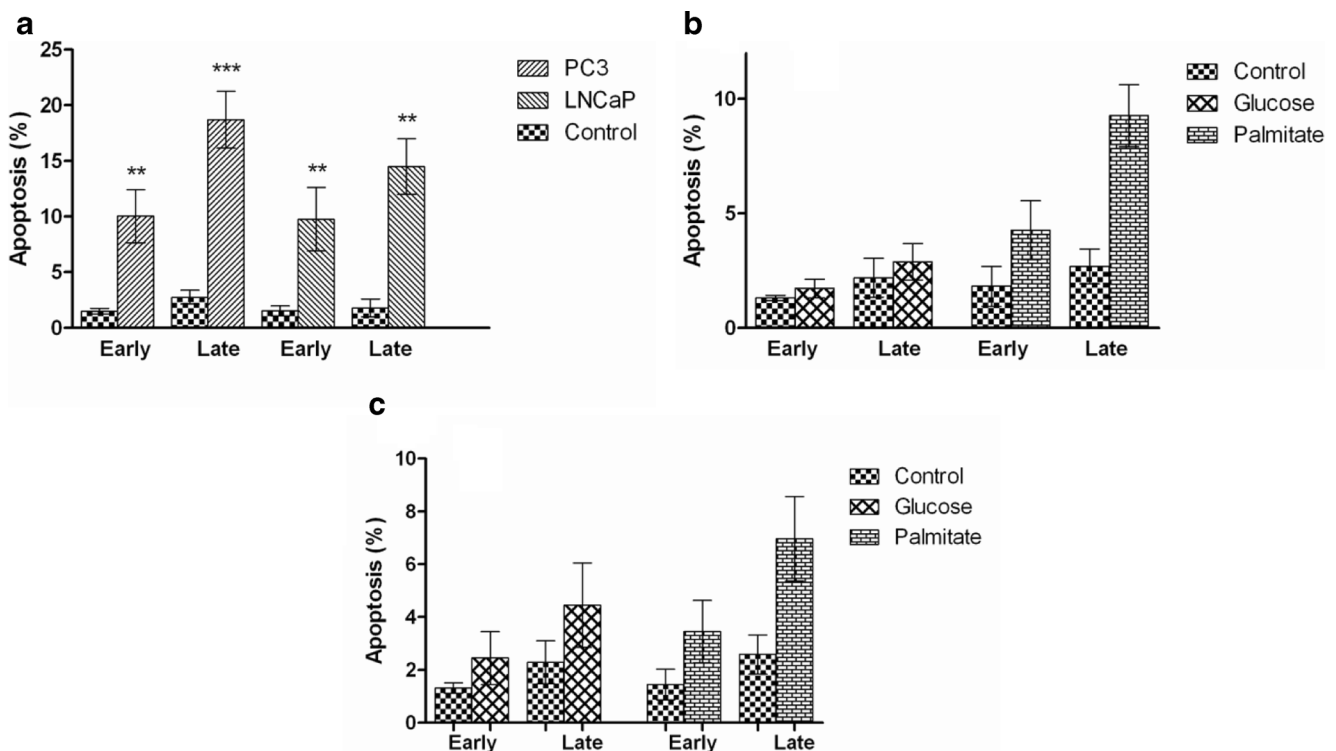 a
Apoptosis (%)
25
20
15
10
5
0
**
***
**
**
Early Late Early Late
PC3
LNCaP
Control
b
Apoptosis (%)
10
5
0
Early Late Early Late
Control
Glucose
Palmitate
c
Apoptosis (%)
10
8
6
4
2
0
Early Late Early Late
Control
Glucose
Palmitate